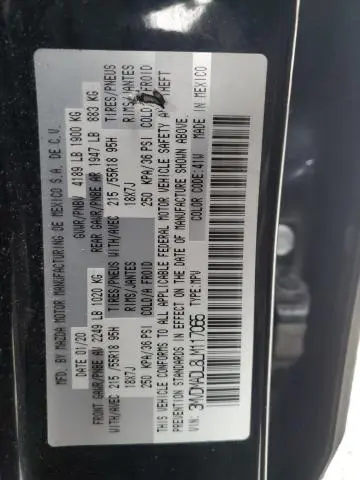 MFD. BY MAZDA MOTOR MANUFACTURING DE MEXICO S.A. DE C.V.
DATE: 01/20 GVWR/PNBV 4189 LB 1900 KG
FRONT GAWR/PNBE AV 2249 LB 1020 KG REAR GAWR/PNBE AR 1947 LB 883 KG
WITH/AVEC 215/55R18 95H TIRES/PNEUS WITH/AVEC 215/55R18 95H TIRES/PNEUS
18X7J RIMS/JANTES 18X7J RIMS/JANTES
250 KPA/36 PSI COLD/A FROID 250 KPA/36 PSI COLD/A FROID
THIS VEHICLE CONFORMS TO ALL APPLICABLE FEDERAL MOTOR VEHICLE SAFETY THEFT
PREVENTION STANDARDS IN EFFECT ON THE DATE OF MANUFACTURE SHOWN ABOVE.
VIN: TYPE: MPV COLOR CODE: 41W MADE IN MEXICO